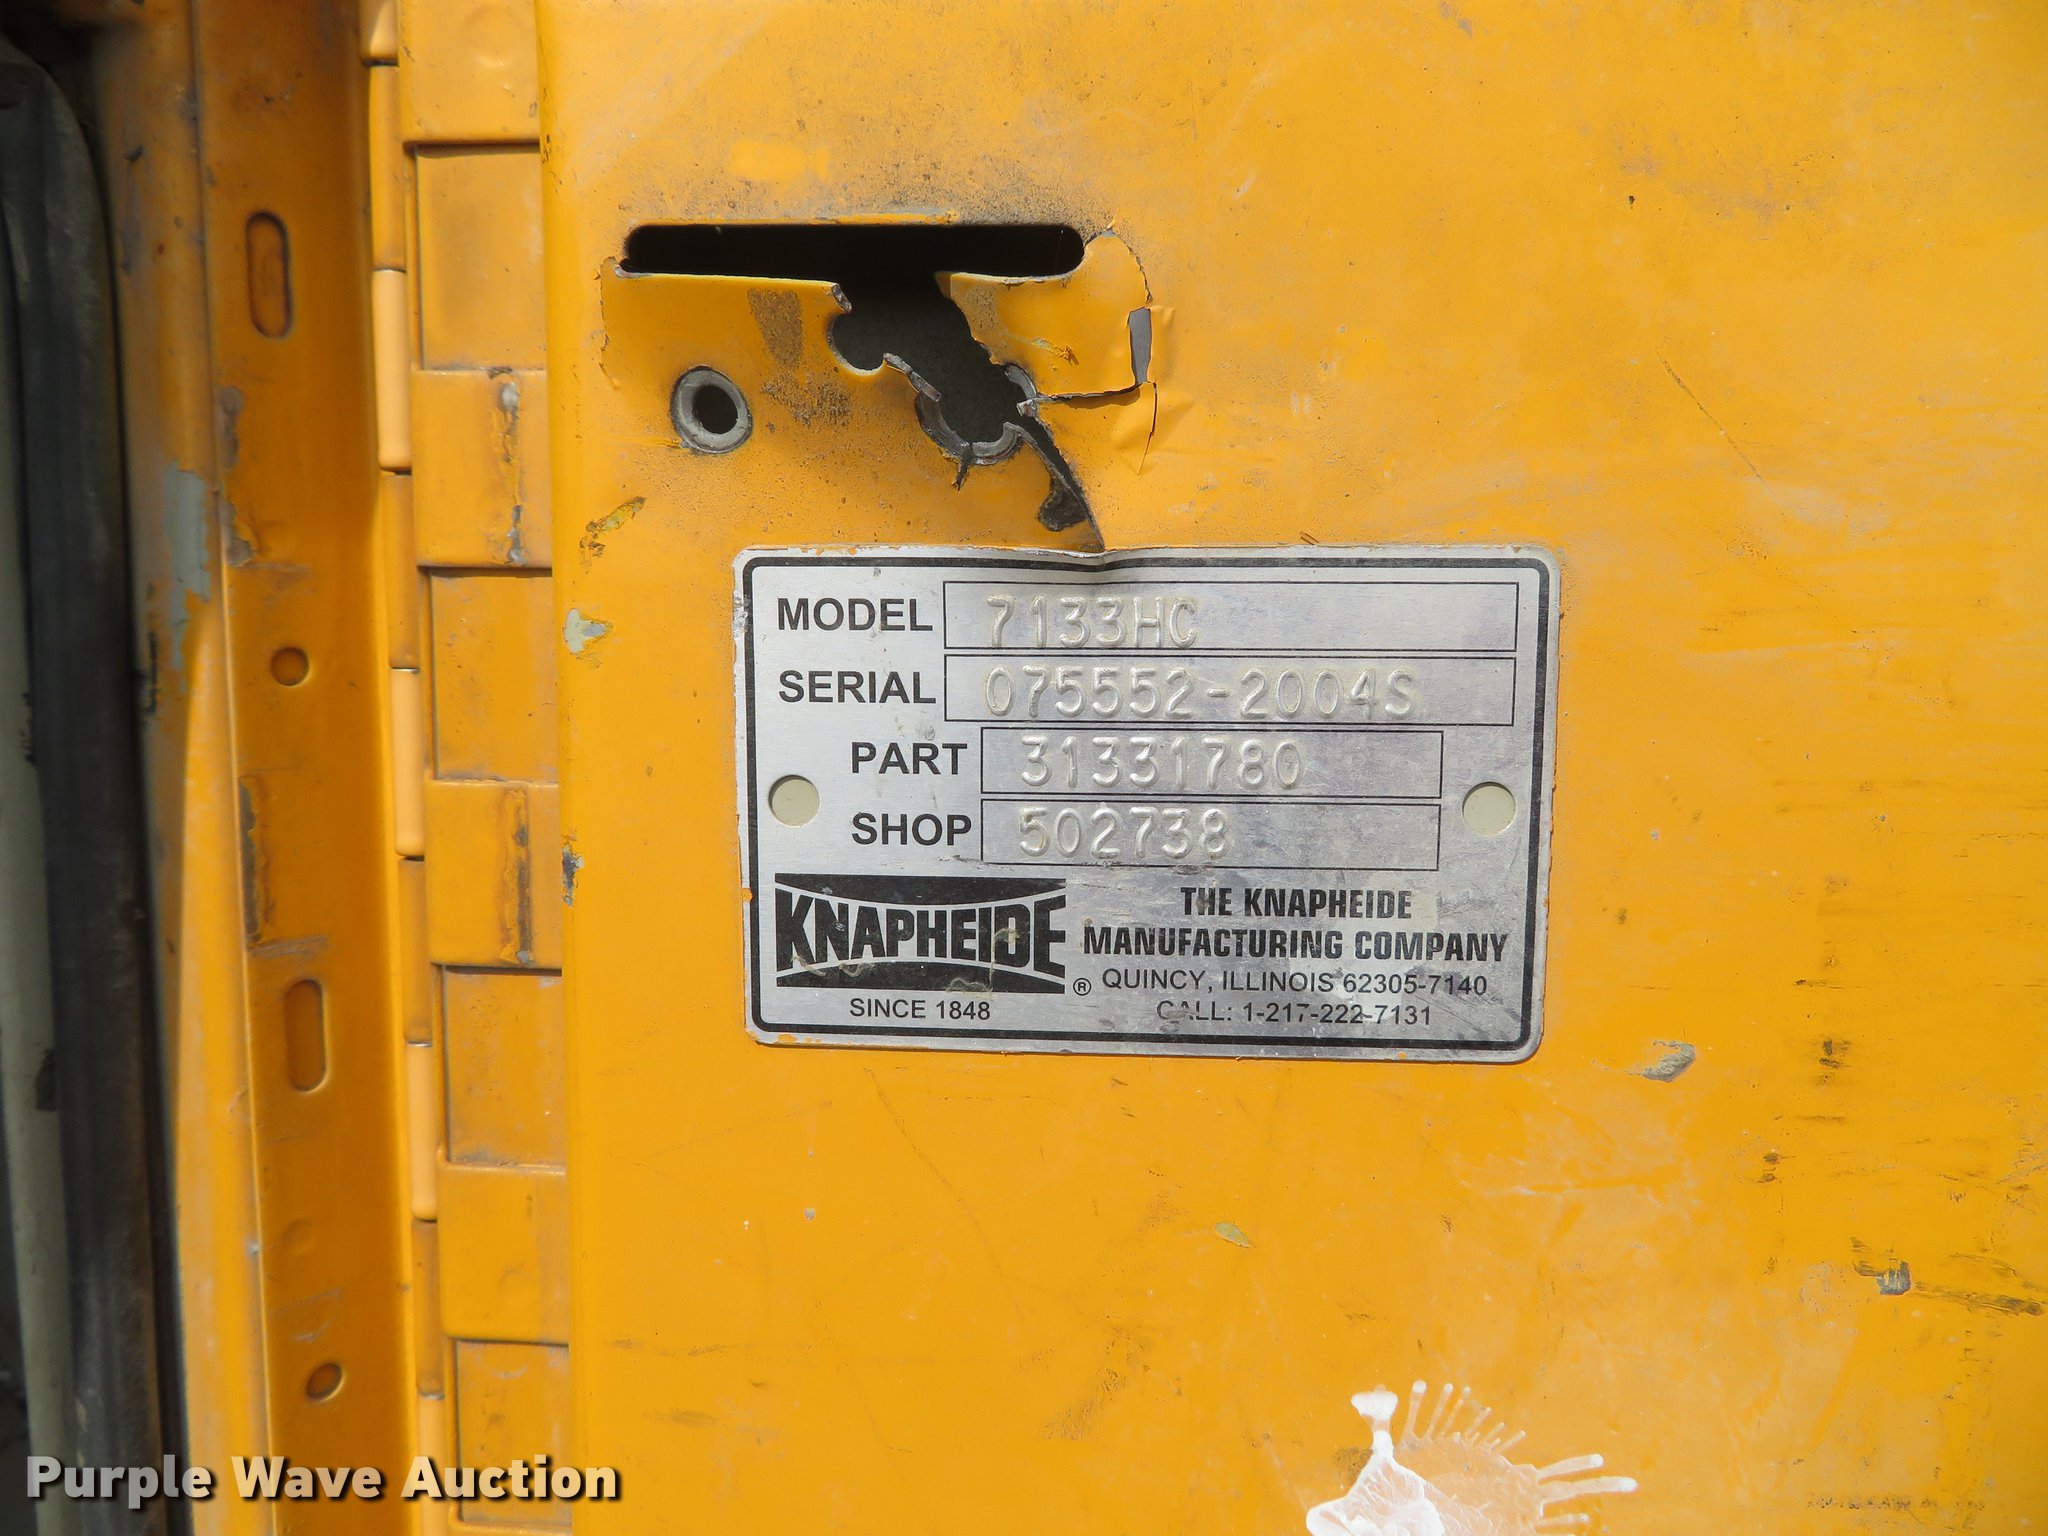 MODEL 7133HC
SERIAL 075552-2004S
PART 31331780
SHOP 502738
KNAPHEIDE ®
SINCE 1848
THE KNAPHEIDE
MANUFACTURING COMPANY
QUINCY, ILLINOIS 62305-7140
CALL: 1-217-222-7131
Purple Wave Auction